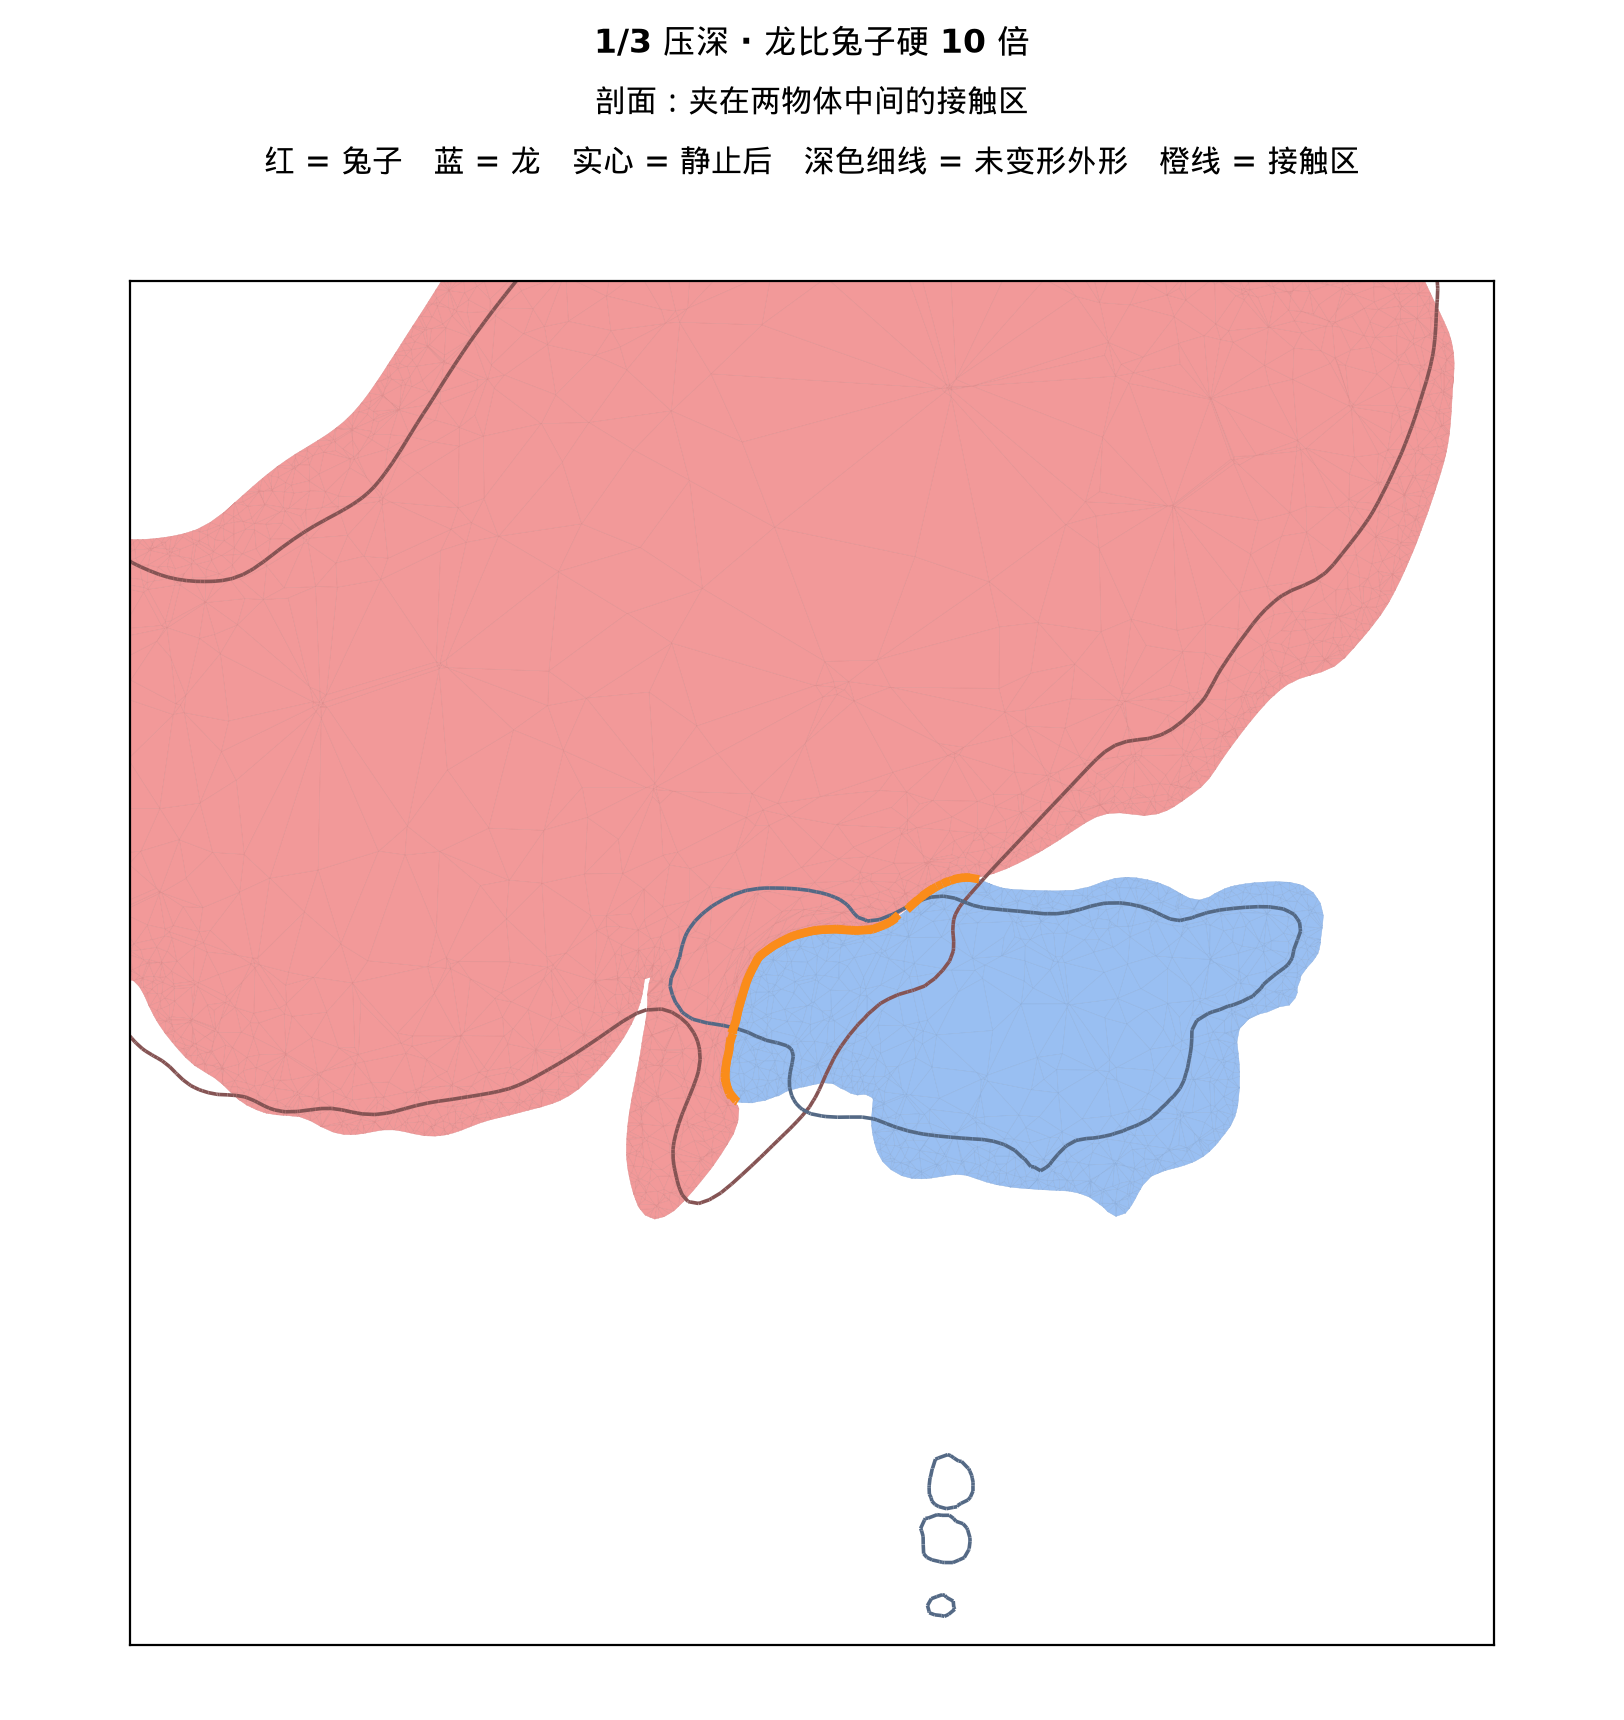 1/3 压深 · 龙比兔子硬 10 倍
剖面：夹在两物体中间的接触区
红 = 兔子 蓝 = 龙 实心 = 静止后 深色细线 = 未变形外形 橙线 = 接触区